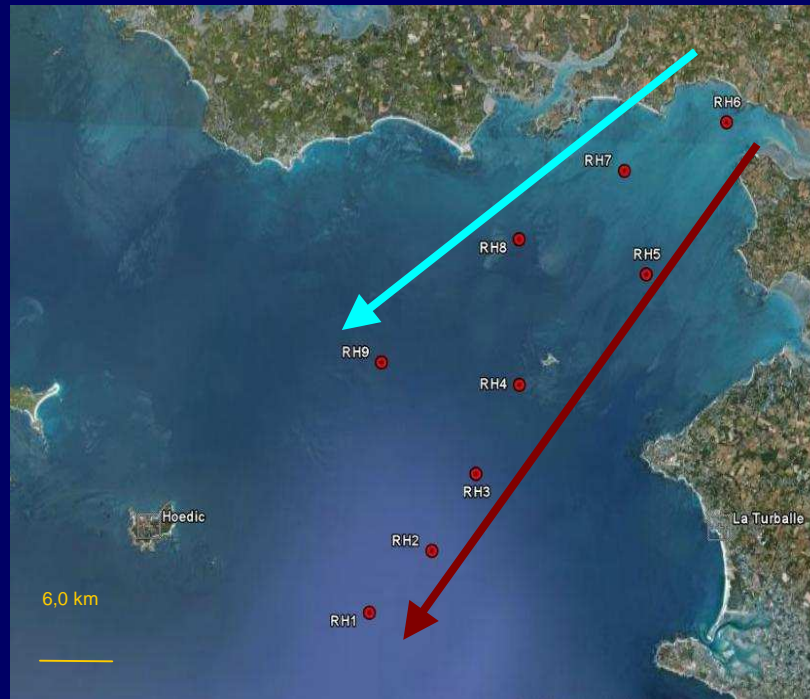 RH6
RH7
RH8
RH5
RH9
RH4
RH3
Hoedic
La Turballe
RH2
6,0 km
RH1